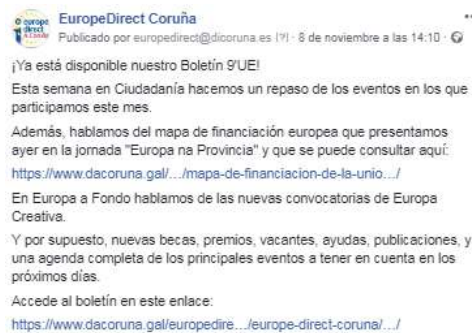 EuropeDirect Coruña
Publicado por europedirect@dicoruna.es [?] · 8 de noviembre a las 14:10 ·
¡Ya está disponible nuestro Boletín 9'UE!
Esta semana en Ciudadanía hacemos un repaso de los eventos en los que
participamos este mes.
Además, hablamos del mapa de financiación europea que presentamos
ayer en la jornada "Europa na Provincia" y que se puede consultar aquí:
https://www.dacoruna.gal/.../mapa-de-financiacion-de-la-unio.../
En Europa a Fondo hablamos de las nuevas convocatorias de Europa
Creativa.
Y por supuesto, nuevas becas, premios, vacantes, ayudas, publicaciones, y
una agenda completa de los principales eventos a tener en cuenta en los
próximos días.
Accede al boletín en este enlace:
https://www.dacoruna.gal/europedire.../europe-direct-coruna/.../